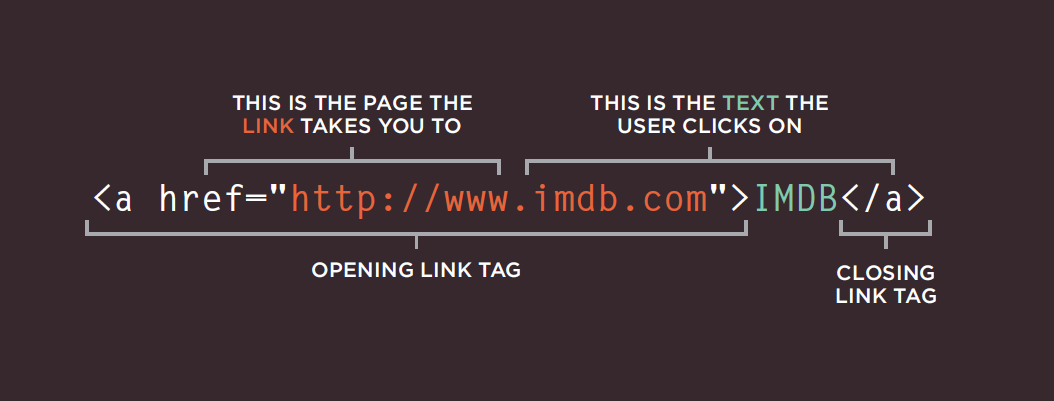 THIS IS THE PAGE THE
LINK TAKES YOU TO
THIS IS THE TEXT THE
USER CLICKS ON
<a href="http://www.imdb.com">IMDB</a>
OPENING LINK TAG
CLOSING
LINK TAG